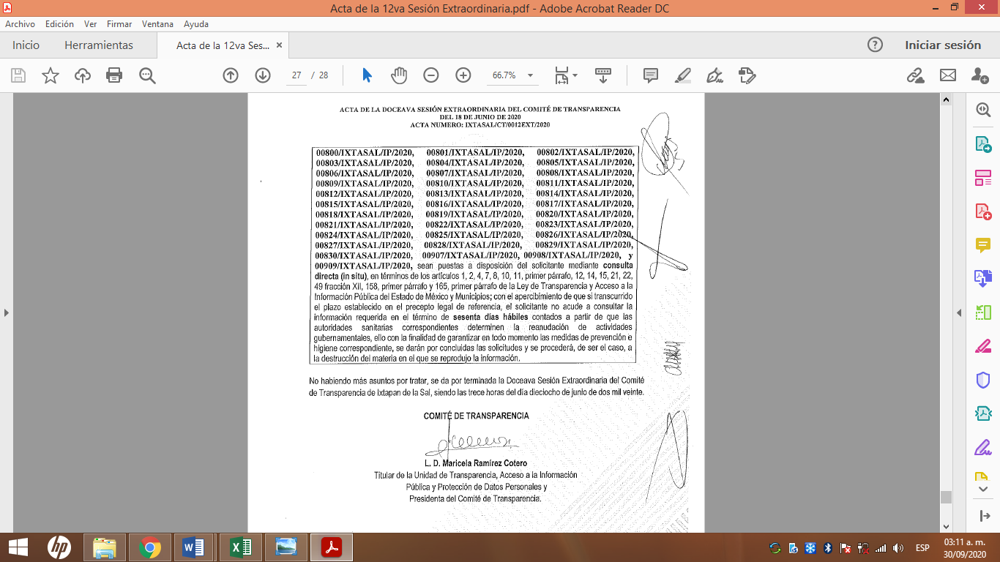 Acta de la 12va Sesión Extraordinaria.pdf - Adobe Acrobat Reader DC
Archivo Edición Ver Firmar Ventana Ayuda
Inicio Herramientas Acta de la 12va Ses... × Iniciar sesión
27 / 28 66.7%
ACTA DE LA DOCEAVA SESIÓN EXTRAORDINARIA DEL COMITÉ DE TRANSPARENCIA
DEL 18 DE JUNIO DE 2020
ACTA NUMERO: IXTASAL/CT/0012EXT/2020
00800/IXTASAL/IP/2020, 00801/IXTASAL/IP/2020, 00802/IXTASAL/IP/2020,
00803/IXTASAL/IP/2020, 00804/IXTASAL/IP/2020, 00805/IXTASAL/IP/2020,
00806/IXTASAL/IP/2020, 00807/IXTASAL/IP/2020, 00808/IXTASAL/IP/2020,
00809/IXTASAL/IP/2020, 00810/IXTASAL/IP/2020, 00811/IXTASAL/IP/2020,
00812/IXTASAL/IP/2020, 00813/IXTASAL/IP/2020, 00814/IXTASAL/IP/2020,
00815/IXTASAL/IP/2020, 00816/IXTASAL/IP/2020, 00817/IXTASAL/IP/2020,
00818/IXTASAL/IP/2020, 00819/IXTASAL/IP/2020, 00820/IXTASAL/IP/2020,
00821/IXTASAL/IP/2020, 00822/IXTASAL/IP/2020, 00823/IXTASAL/IP/2020,
00824/IXTASAL/IP/2020, 00825/IXTASAL/IP/2020, 00826/IXTASAL/IP/2020,
00827/IXTASAL/IP/2020, 00828/IXTASAL/IP/2020, 00829/IXTASAL/IP/2020,
00830/IXTASAL/IP/2020, 00907/IXTASAL/IP/2020, 00908/IXTASAL/IP/2020, y
00909/IXTASAL/IP/2020, sean puestas a disposición del solicitante mediante consulta
directa (in situ), en términos de los artículos 1, 2, 4, 7, 8, 10, 11, primer párrafo, 12, 14, 15, 21, 22,
49 fracción XII, 158, primer párrafo y 165, primer párrafo de la Ley de Transparencia y Acceso a la
Información Pública del Estado de México y Municipios; con el apercibimiento de que si transcurrido
el plazo establecido en el precepto legal de referencia, el solicitante no acude a consultar la
información requerida en el término de sesenta días hábiles contados a partir de que las
autoridades sanitarias correspondientes determinen la reanudación de actividades
gubernamentales, ello con la finalidad de garantizar en todo momento las medidas de prevención e
higiene correspondiente, se darán por concluidas las solicitudes y se procederá, de ser el caso, a
la destrucción del materia en el que se reprodujo la información.
No habiendo más asuntos por tratar, se da por terminada la Doceava Sesión Extraordinaria del Comité
de Transparencia de Ixtapan de la Sal, siendo las trece horas del día dieciocho de junio de dos mil veinte.
COMITÉ DE TRANSPARENCIA
L. D. Maricela Ramírez Cotero
Titular de la Unidad de Transparencia, Acceso a la Información
Pública y Protección de Datos Personales y
Presidenta del Comité de Transparencia.
ESP
03:11 a. m.
30/09/2020